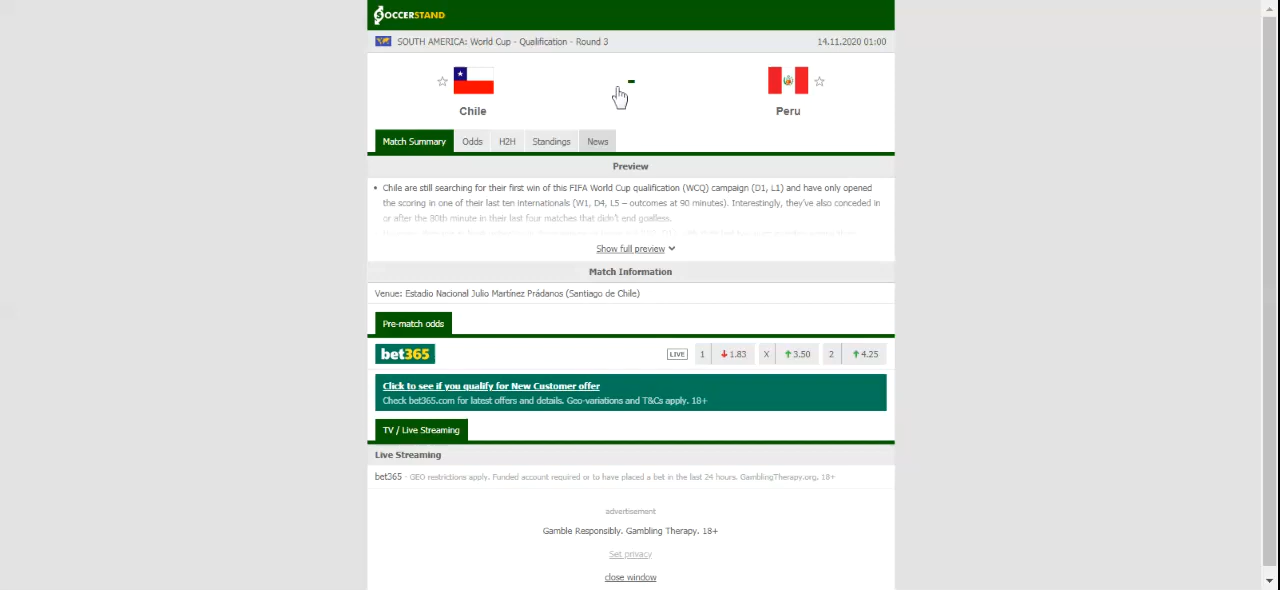 SOCCERSTAND
SOUTH AMERICA: World Cup - Qualification - Round 3 14.11.2020 01:00
-
Chile Peru
Match Summary Odds H2H Standings News
Preview
• Chile are still searching for their first win of this FIFA World Cup qualification (WCQ) campaign (D1, L1) and have only opened
the scoring in one of their last ten internationals (W1, D4, L5 – outcomes at 90 minutes). Interestingly, they've also conceded in
or after the 80th minute in their last four matches that didn't end goalless.
Show full preview
Match Information
Venue: Estadio Nacional Julio Martínez Prádanos (Santiago de Chile)
Pre-match odds
bet365 LIVE 1 1.83 X 3.50 2 4.25
Click to see if you qualify for New Customer offer
Check bet365.com for latest offers and details. Geo-variations and T&Cs apply. 18+
TV / Live Streaming
Live Streaming
bet365 - GEO restrictions apply. Funded account required or to have placed a bet in the last 24 hours. GamblingTherapy.org. 18+
advertisement
Gamble Responsibly. Gambling Therapy. 18+
Set privacy
close window